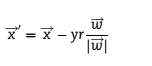 x⃗′ = x⃗ − yr w⃗/|w⃗|